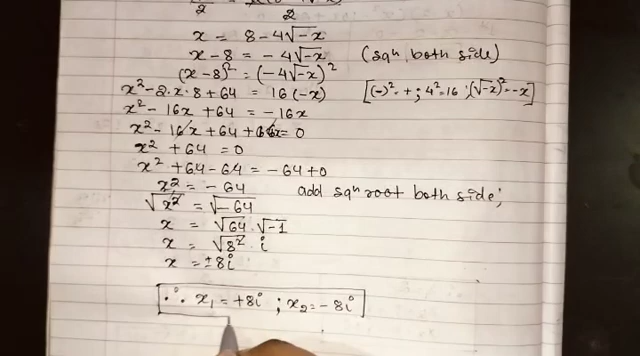 2 2
x = 8 - 4√-x
x - 8 = - 4√-x (sqⁿ both side)
(x-8)² = (-4√-x)²
x² - 2.x.8 + 64 = 16(-x) [(-)² = +; 4² = 16; (√-x)² = -x]
x² - 16x + 64 = -16x
x² - 16x + 64 + 16x = 0
x² + 64 = 0
x² + 64 - 64 = -64 + 0
x² = - 64 add sqⁿ root both side;
√x² = √-64
x = √64 . √-1
x = √8² . i
x = ±8i
∴ x₁ = +8i ; x₂ = - 8i